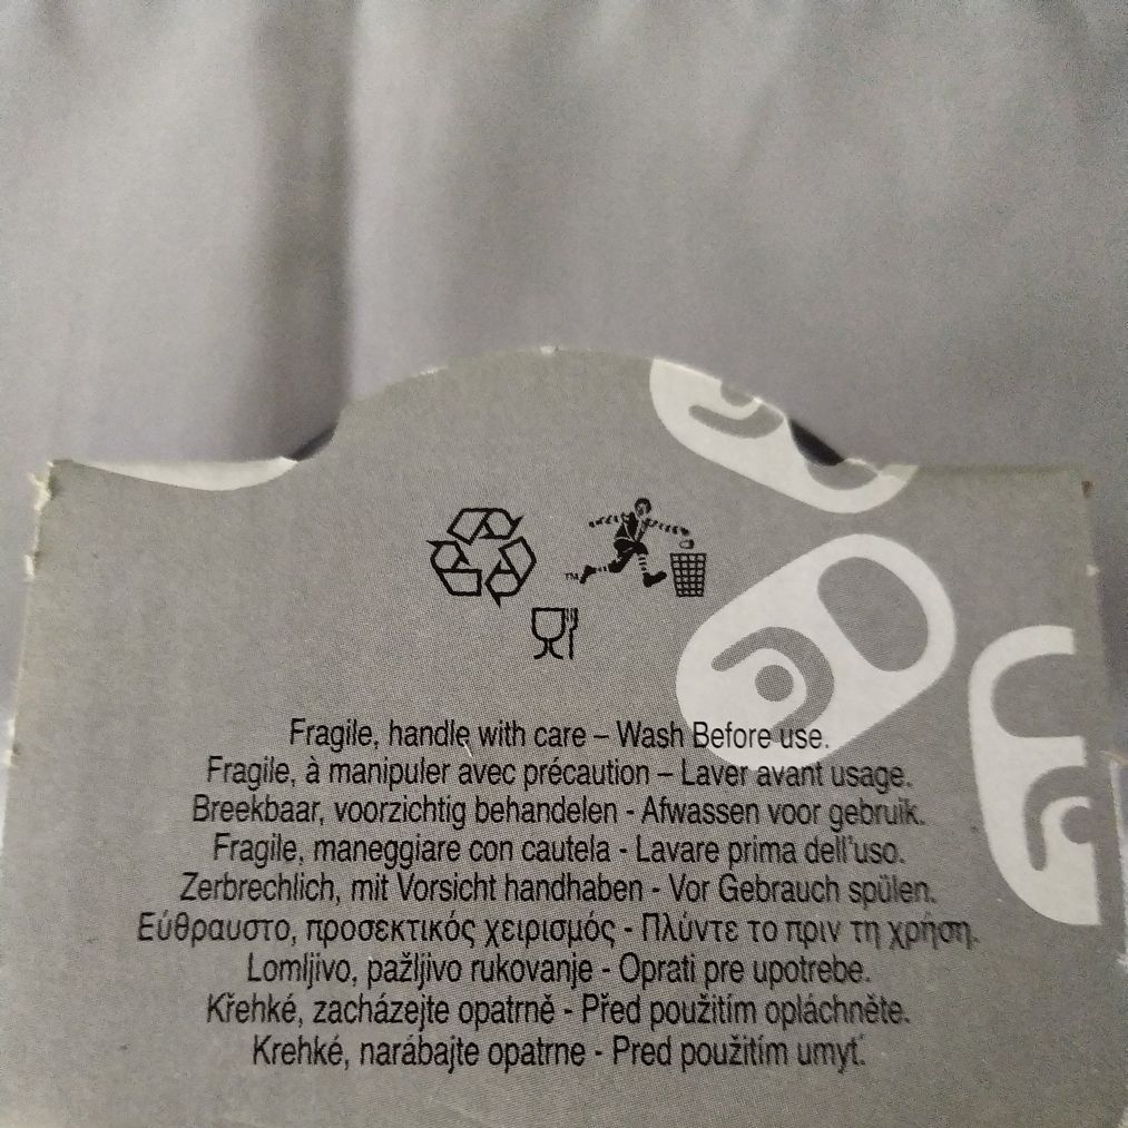 TM
Fragile, handle with care – Wash Before use.
Fragile, à manipuler avec précaution – Laver avant usage.
Breekbaar, voorzichtig behandelen - Afwassen voor gebruik.
Fragile, maneggiare con cautela - Lavare prima dell'uso.
Zerbrechlich, mit Vorsicht handhaben - Vor Gebrauch spülen.
Εύθραυστο, προσεκτικός χειρισμός - Πλύντε το πριν τη χρήση.
Lomljivo, pažljivo rukovanje - Oprati pre upotrebe.
Křehké, zacházejte opatrně - Před použitím opláchněte.
Krehké, narábajte opatrne - Pred použitím umyť.